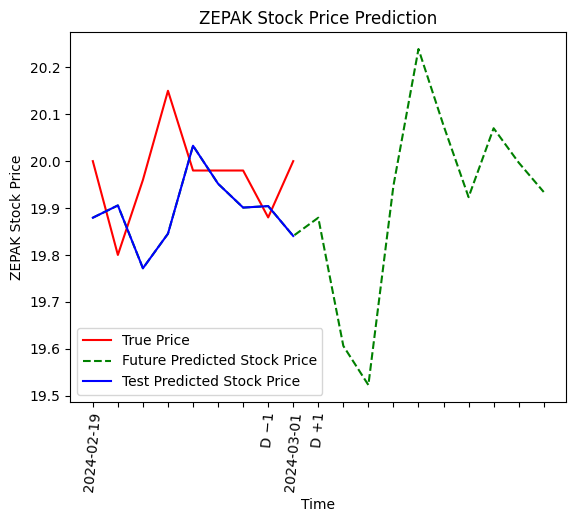 ZEPAK Stock Price Prediction
ZEPAK Stock Price
20.2
20.1
20.0
19.9
19.8
19.7
19.6
19.5
True Price
Future Predicted Stock Price
Test Predicted Stock Price
2024-02-19
D −1
2024-03-01
D +1
Time